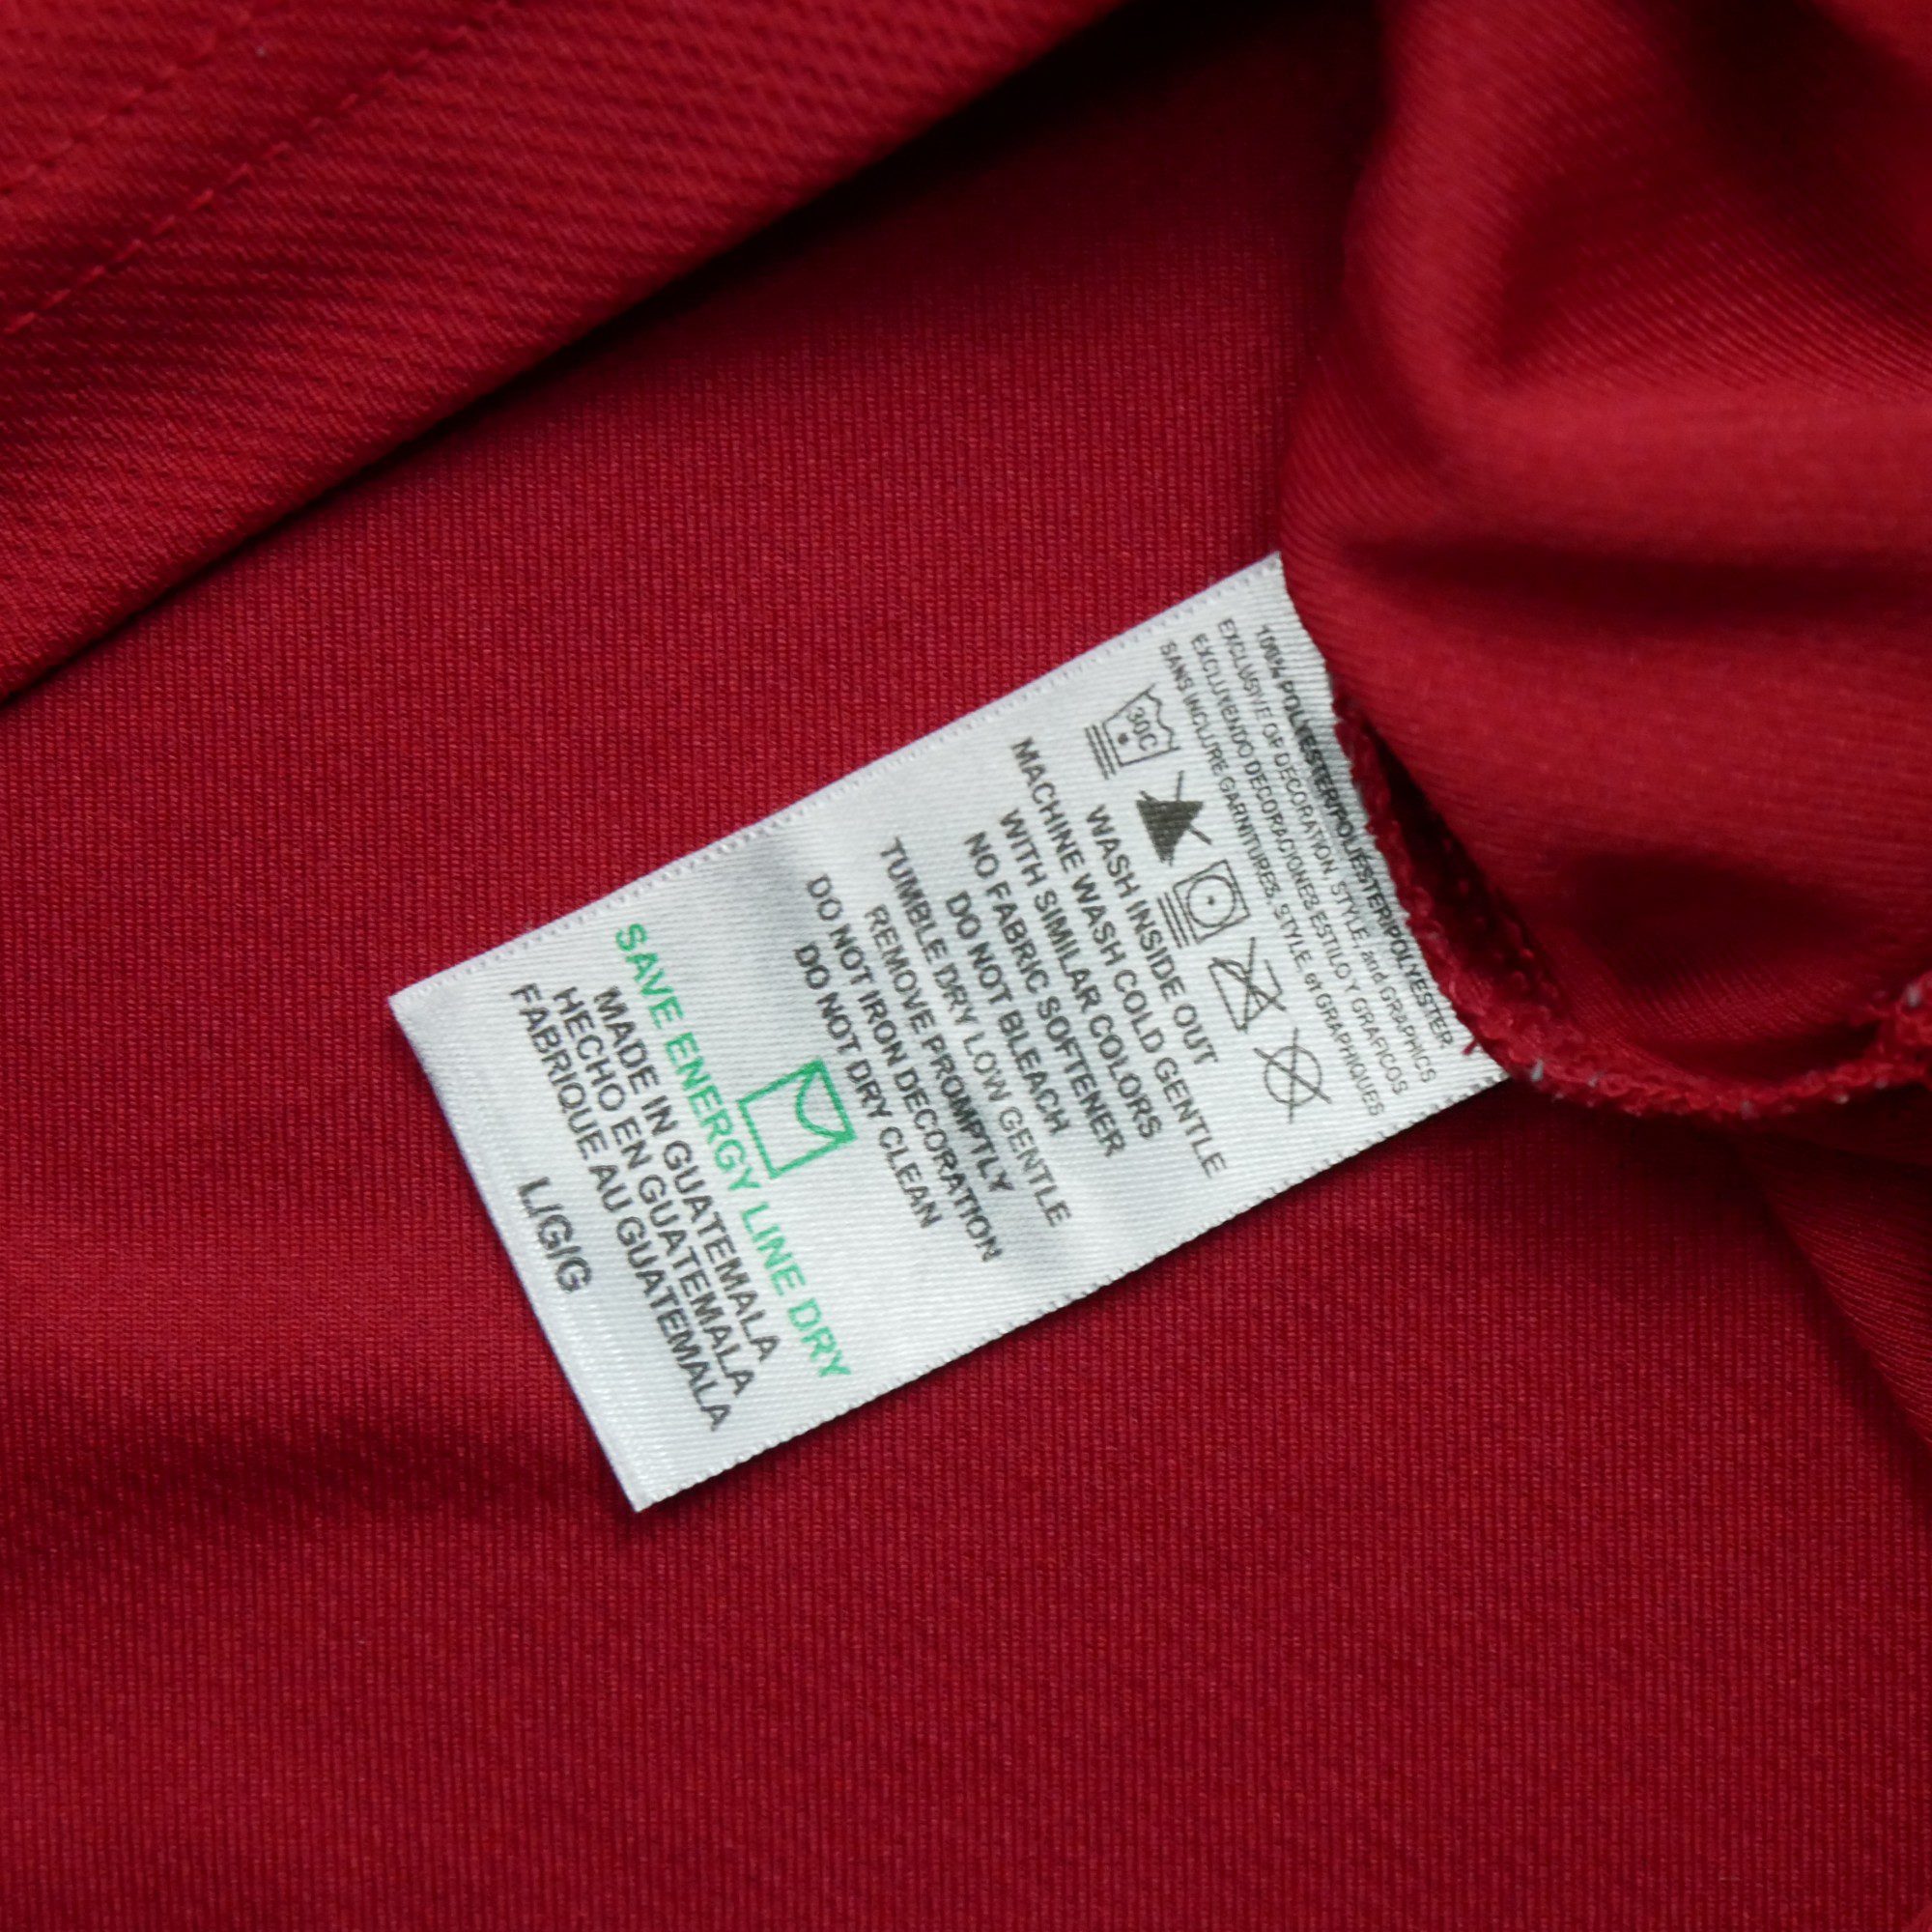 100% POLYESTER/POLIÉSTER/POLYESTER
EXCLUSIVE OF DECORATION, STYLE, and GRAPHICS
EXCLUYENDO DECORACIONES, ESTILO Y GRAFICOS
SANS INCLURE GARNITURES, STYLE, et GRAPHIQUES
30C
WASH INSIDE OUT
MACHINE WASH COLD GENTLE
WITH SIMILAR COLORS
NO FABRIC SOFTENER
DO NOT BLEACH
TUMBLE DRY LOW GENTLE
REMOVE PROMPTLY
DO NOT IRON DECORATION
DO NOT DRY CLEAN
SAVE ENERGY LINE DRY
MADE IN GUATEMALA
HECHO EN GUATEMALA
FABRIQUE AU GUATEMALA
L/G/G